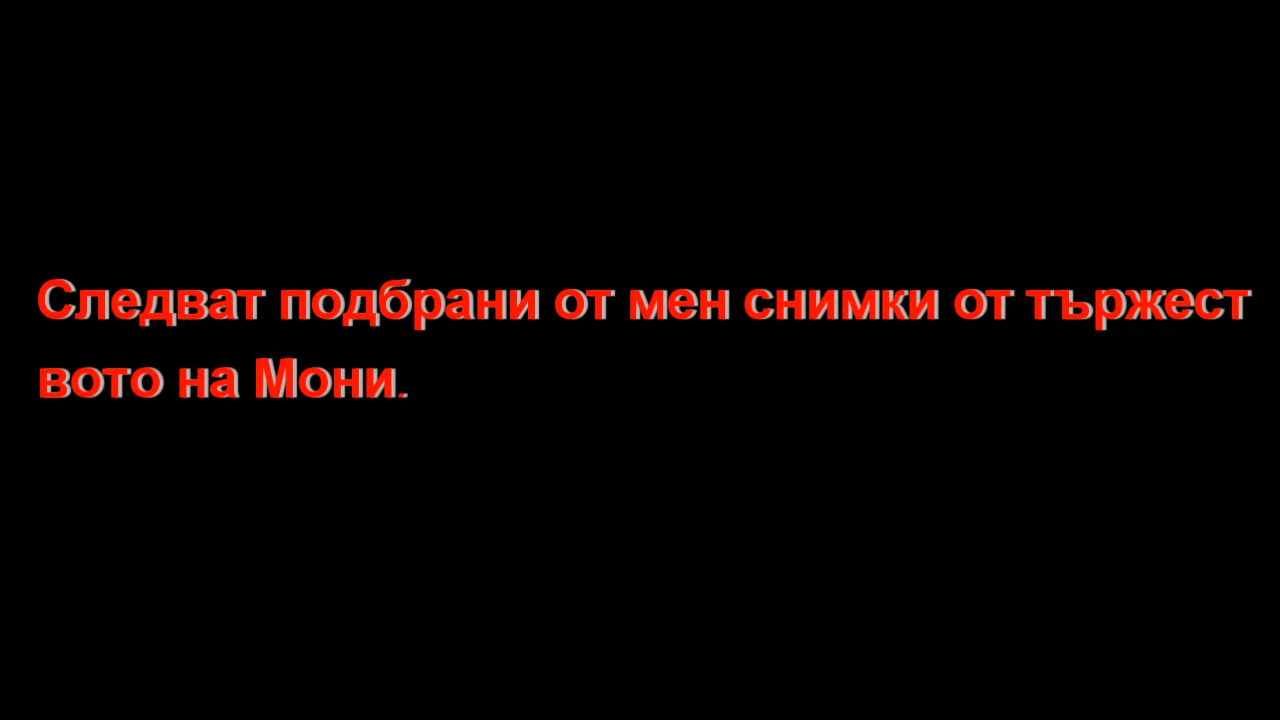 Следват подбрани от мен снимки от тържест
вото на Мони.